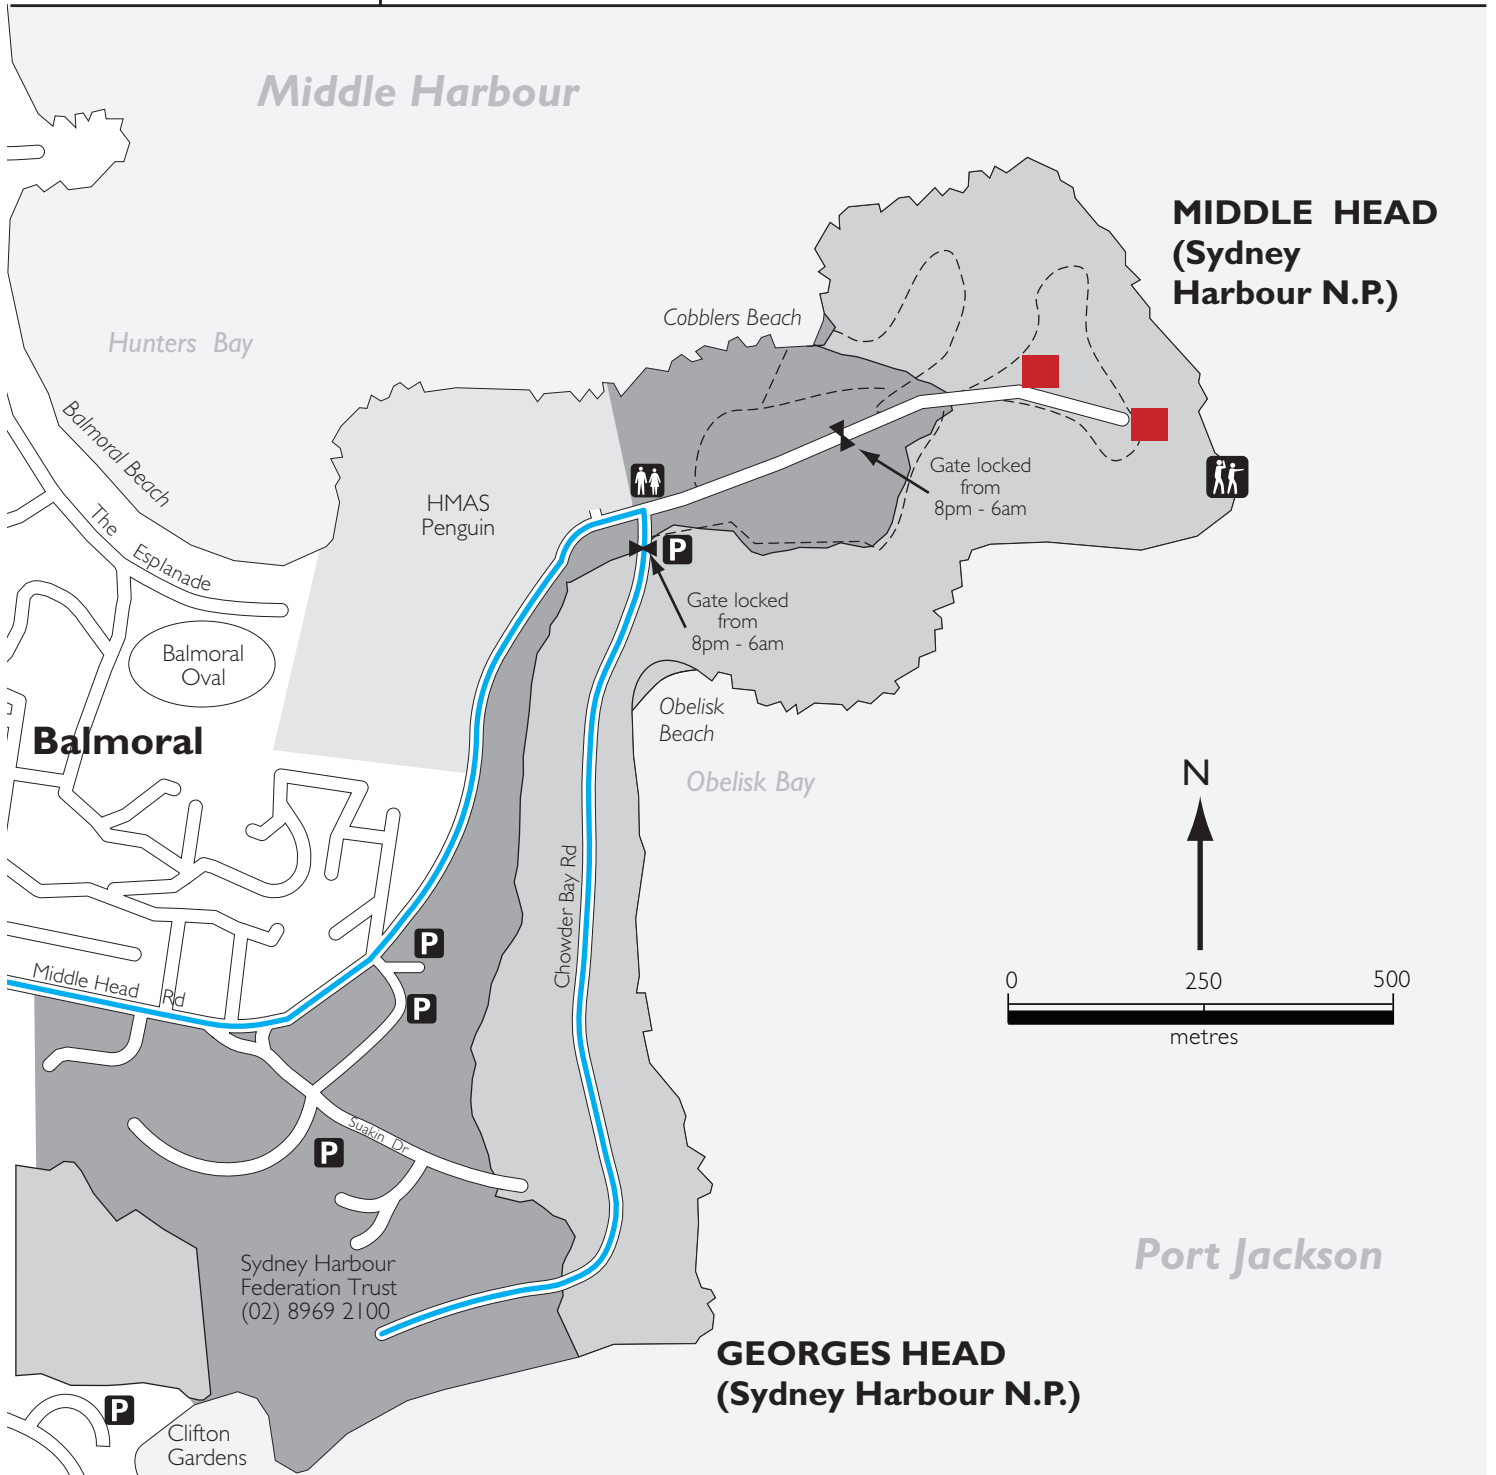 Middle Harbour
MIDDLE HEAD
(Sydney
Harbour N.P.)
Cobblers Beach
Hunters Bay
Balmoral Beach
The Esplanade
HMAS
Penguin
Gate locked
from
8pm - 6am
P
Gate locked
from
8pm - 6am
Balmoral
Oval
Obelisk
Beach
Balmoral
Obelisk Bay
N
Chowder Bay Rd
P
Middle Head Rd
P
0 250 500
metres
Suakin Dr
P
Sydney Harbour
Federation Trust
(02) 8969 2100
Port Jackson
GEORGES HEAD
(Sydney Harbour N.P.)
P
Clifton
Gardens